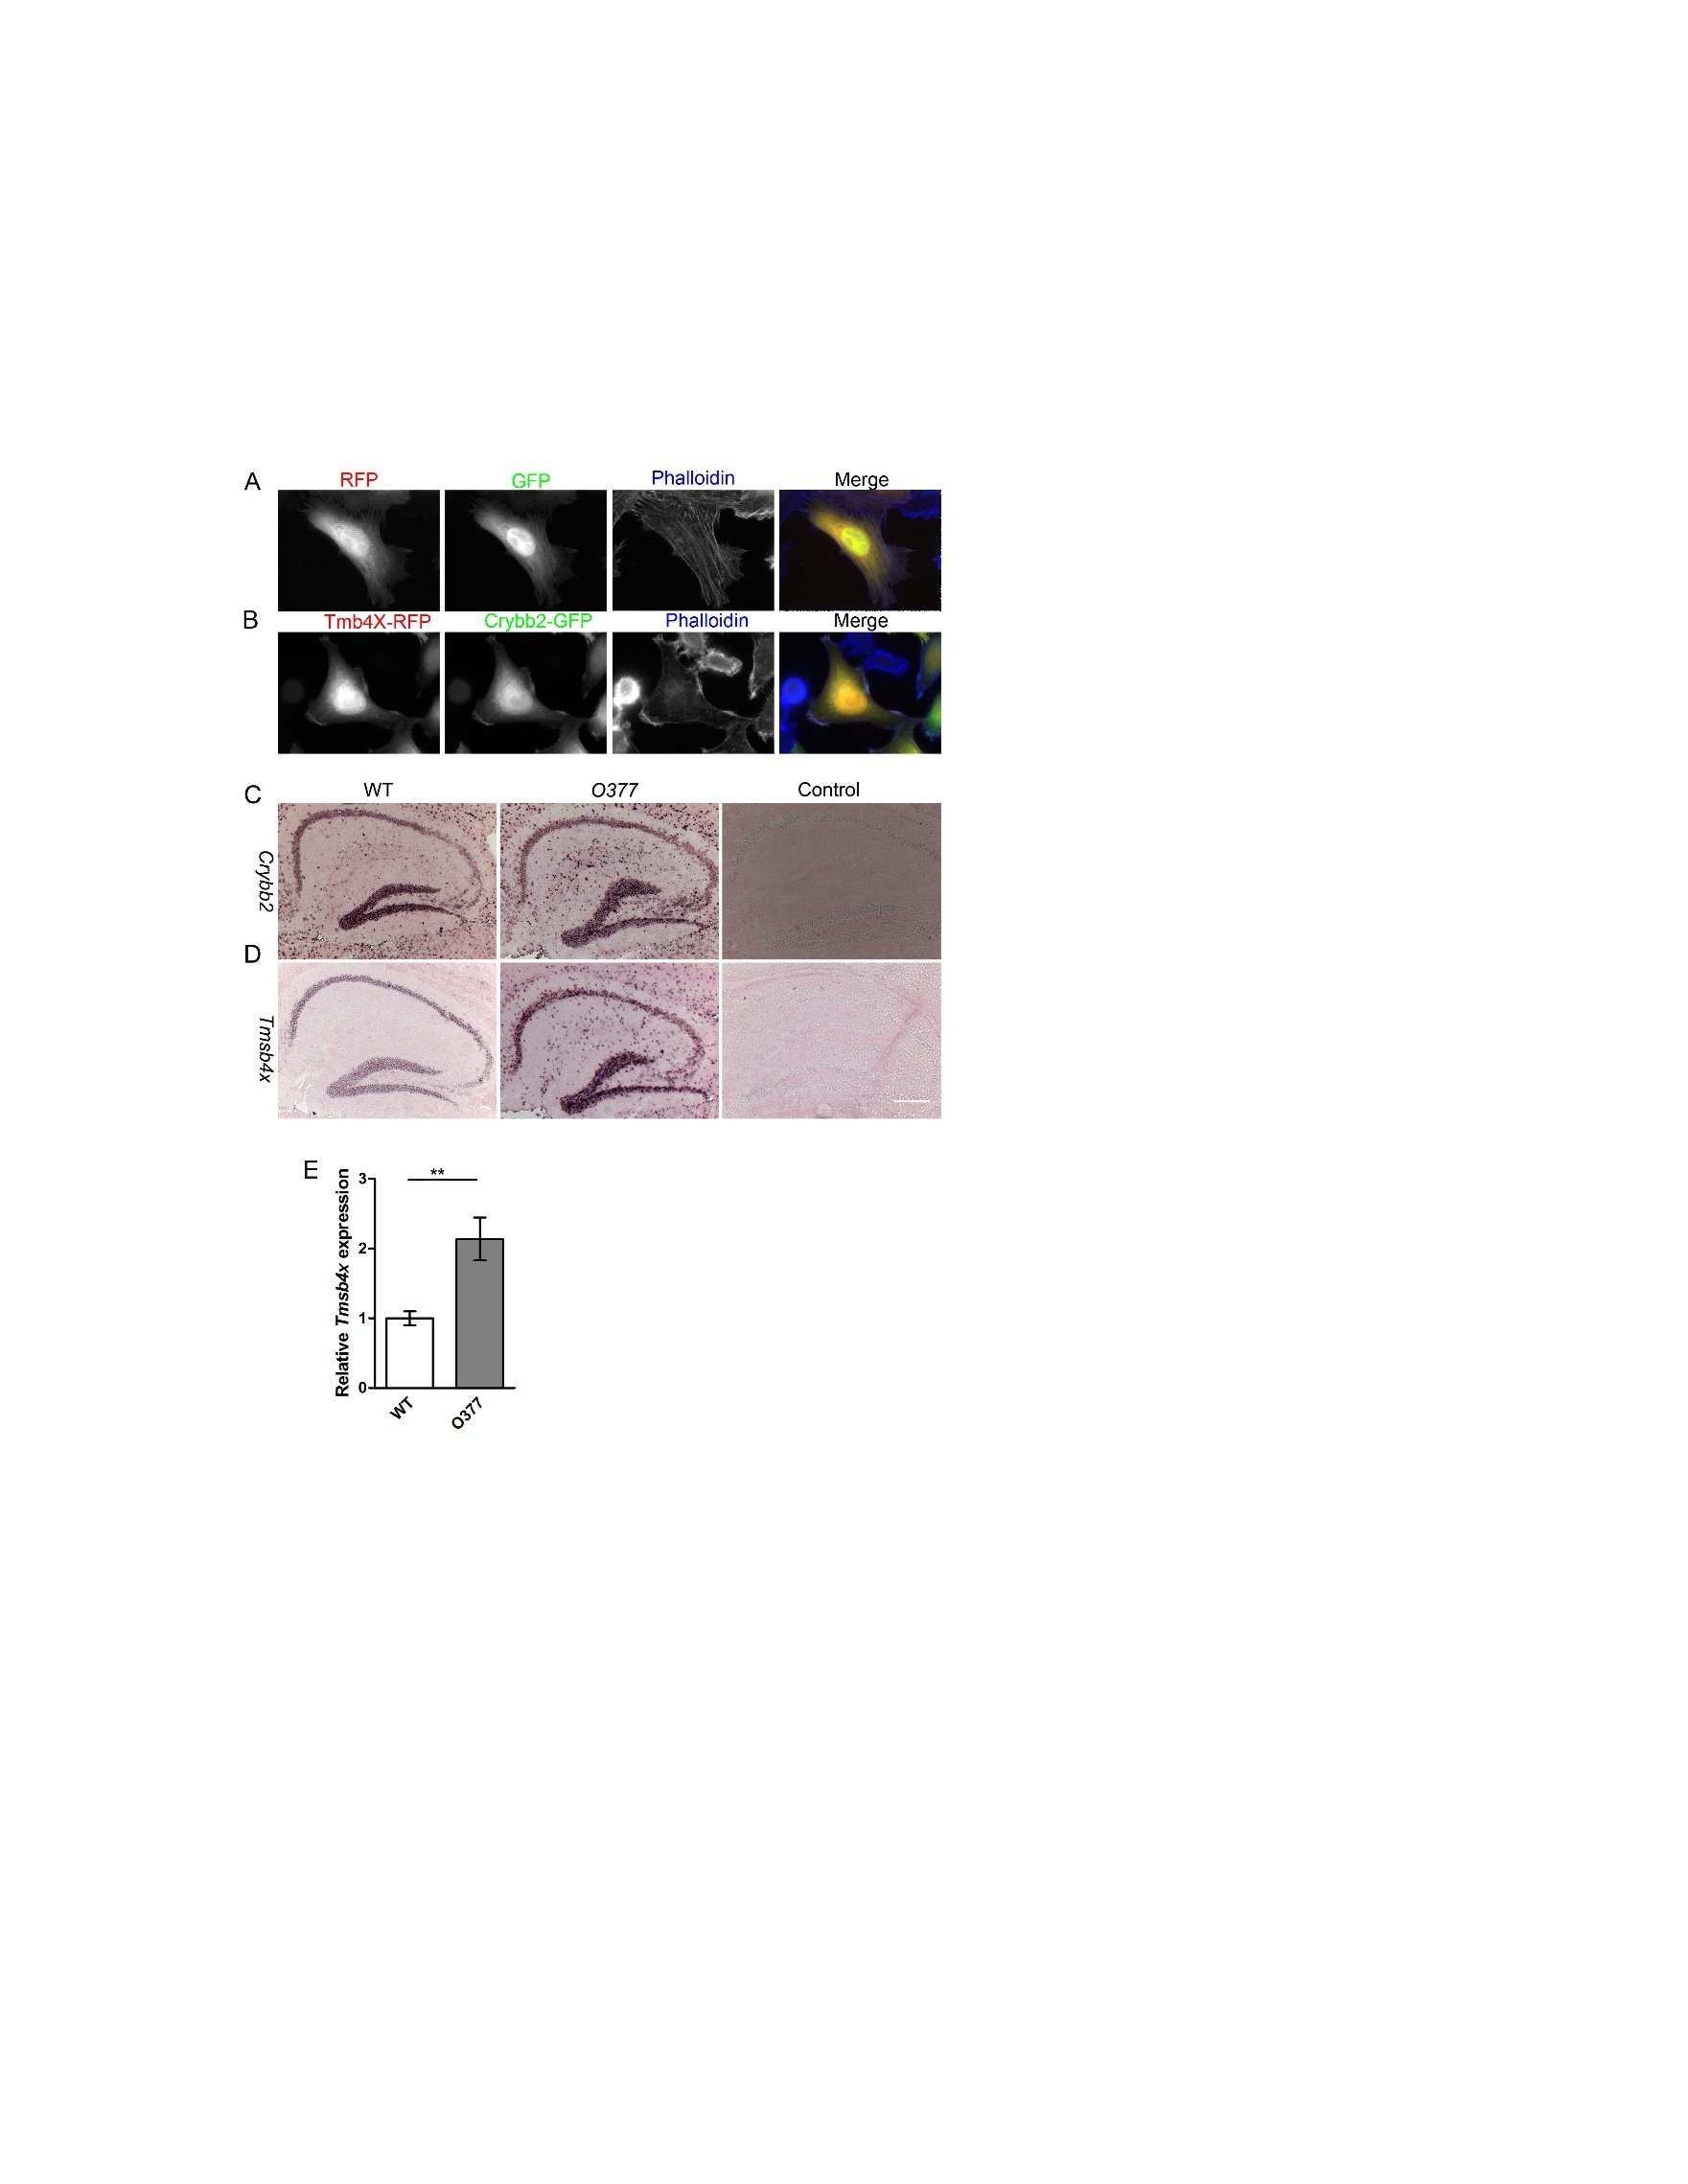 A
RFP
GFP
Phalloidin
Merge
B
Tmb4X-RFP
Crybb2-GFP
Phalloidin
Merge
C
WT
O377
Control
Crybb2
D
Tmsb4x
E
Relative Tmsb4x expression
3
2
1
0
**
WT
O377